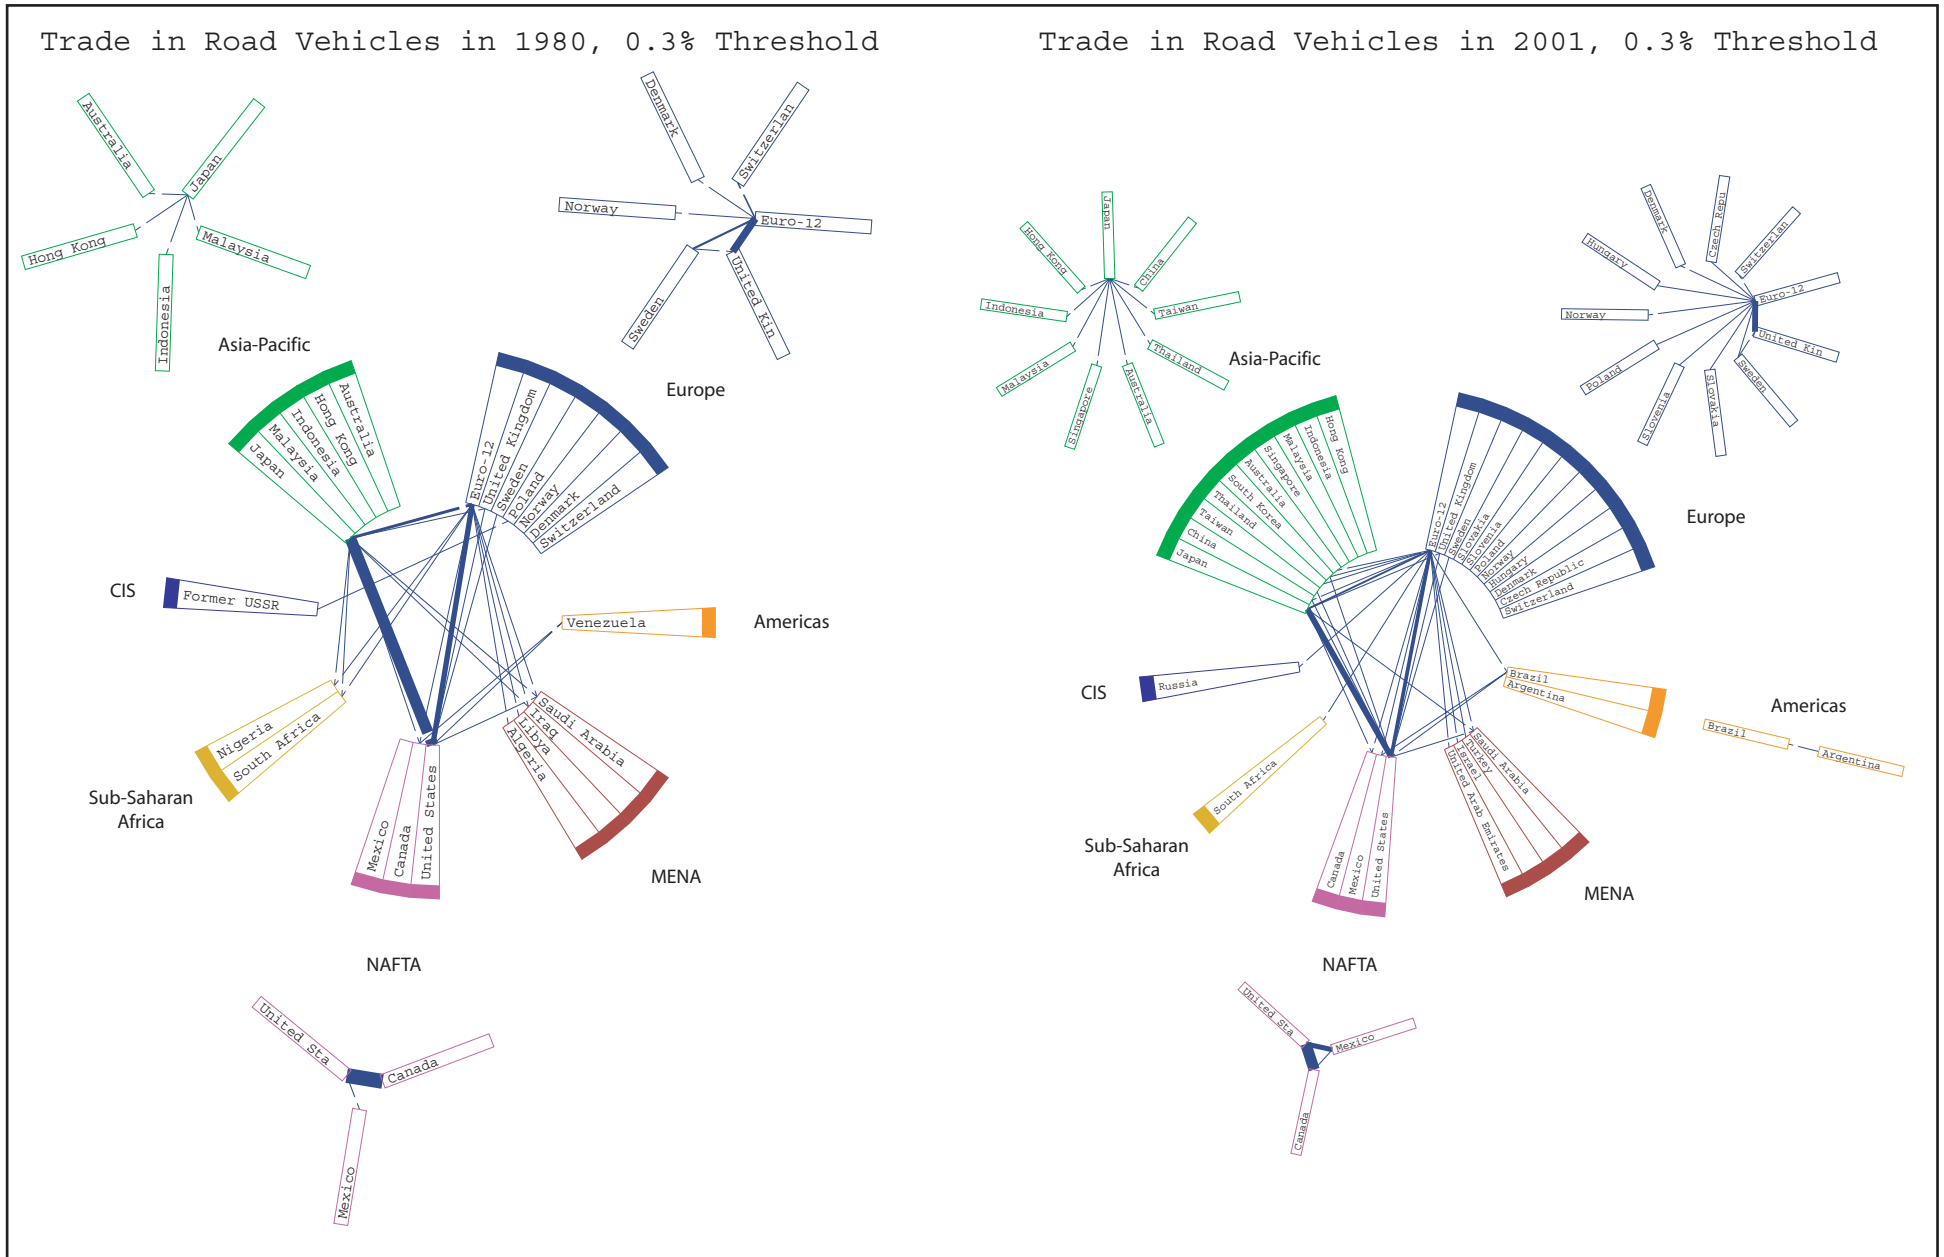 Trade in Road Vehicles in 1980, 0.3% Threshold
Australia
Japan
Hong Kong
Malaysia
Indonesia
Denmark
Switzerlan
Norway
Euro-12
Sweden
United Kin
Asia-Pacific
Europe
Japan
Malaysia
Indonesia
Hong Kong
Australia
Euro-12
United Kingdom
Sweden
Poland
Norway
Denmark
Switzerland
CIS
Former USSR
Venezuela
Americas
Nigeria
South Africa
Sub-Saharan
Africa
Mexico
Canada
United States
Saudi Arabia
Iraq
Libya
Algeria
MENA
NAFTA
United Sta
Canada
Mexico
Trade in Road Vehicles in 2001, 0.3% Threshold
Japan
Hong Kong
China
Indonesia
Taiwan
Malaysia
Thailand
Singapore
Australia
Denmark
Czech Repu
Switzerlan
Hungary
Euro-12
Norway
United Kin
Poland
Sweden
Slovenia
Slovakia
Asia-Pacific
Europe
Japan
China
Taiwan
Thailand
South Korea
Australia
Singapore
Malaysia
Indonesia
Hong Kong
Euro-12
United Kingdom
Sweden
Slovakia
Slovenia
Poland
Norway
Hungary
Denmark
Czech Republic
Switzerland
CIS
Russia
Brazil
Argentina
Americas
Brazil
Argentina
South Africa
Sub-Saharan
Africa
Canada
Mexico
United States
Saudi Arabia
Turkey
Israel
United Arab Emirates
MENA
NAFTA
United Sta
Mexico
Canada